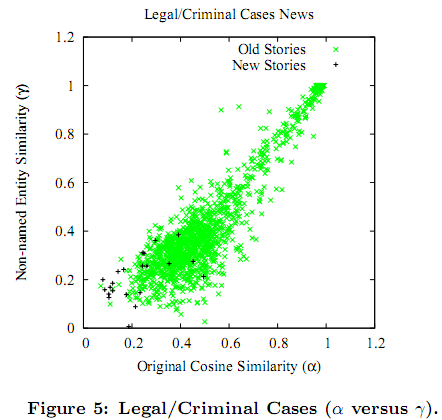 Legal/Criminal Cases News
1.2
Old Stories
New Stories
1
0.8
0.6
0.4
0.2
0
Non-named Entity Similarity (γ)
0 0.2 0.4 0.6 0.8 1 1.2
Original Cosine Similarity (α)
Figure 5: Legal/Criminal Cases (α versus γ).